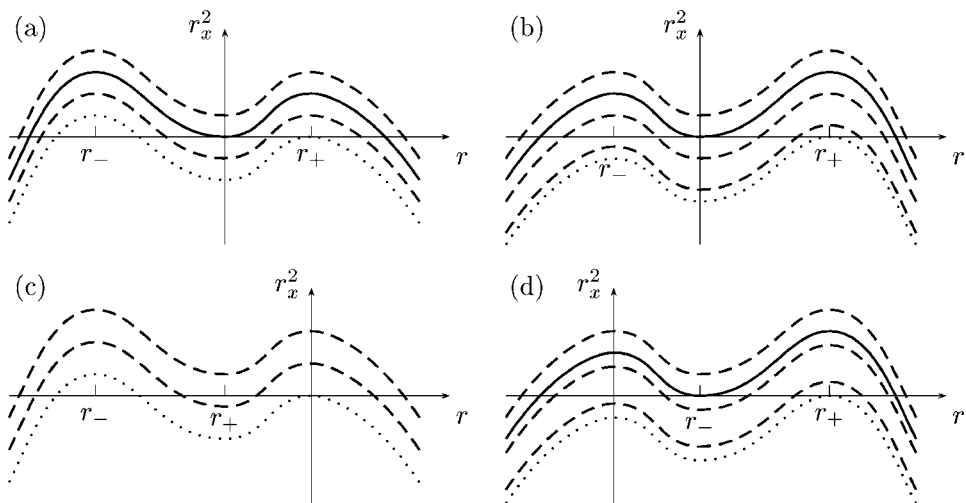 (a) r_x^2
r_- r_+ r
(b) r_x^2
r_- r_+ r
(c) r_x^2
r_- r_+ r
(d) r_x^2
r_- r_+ r